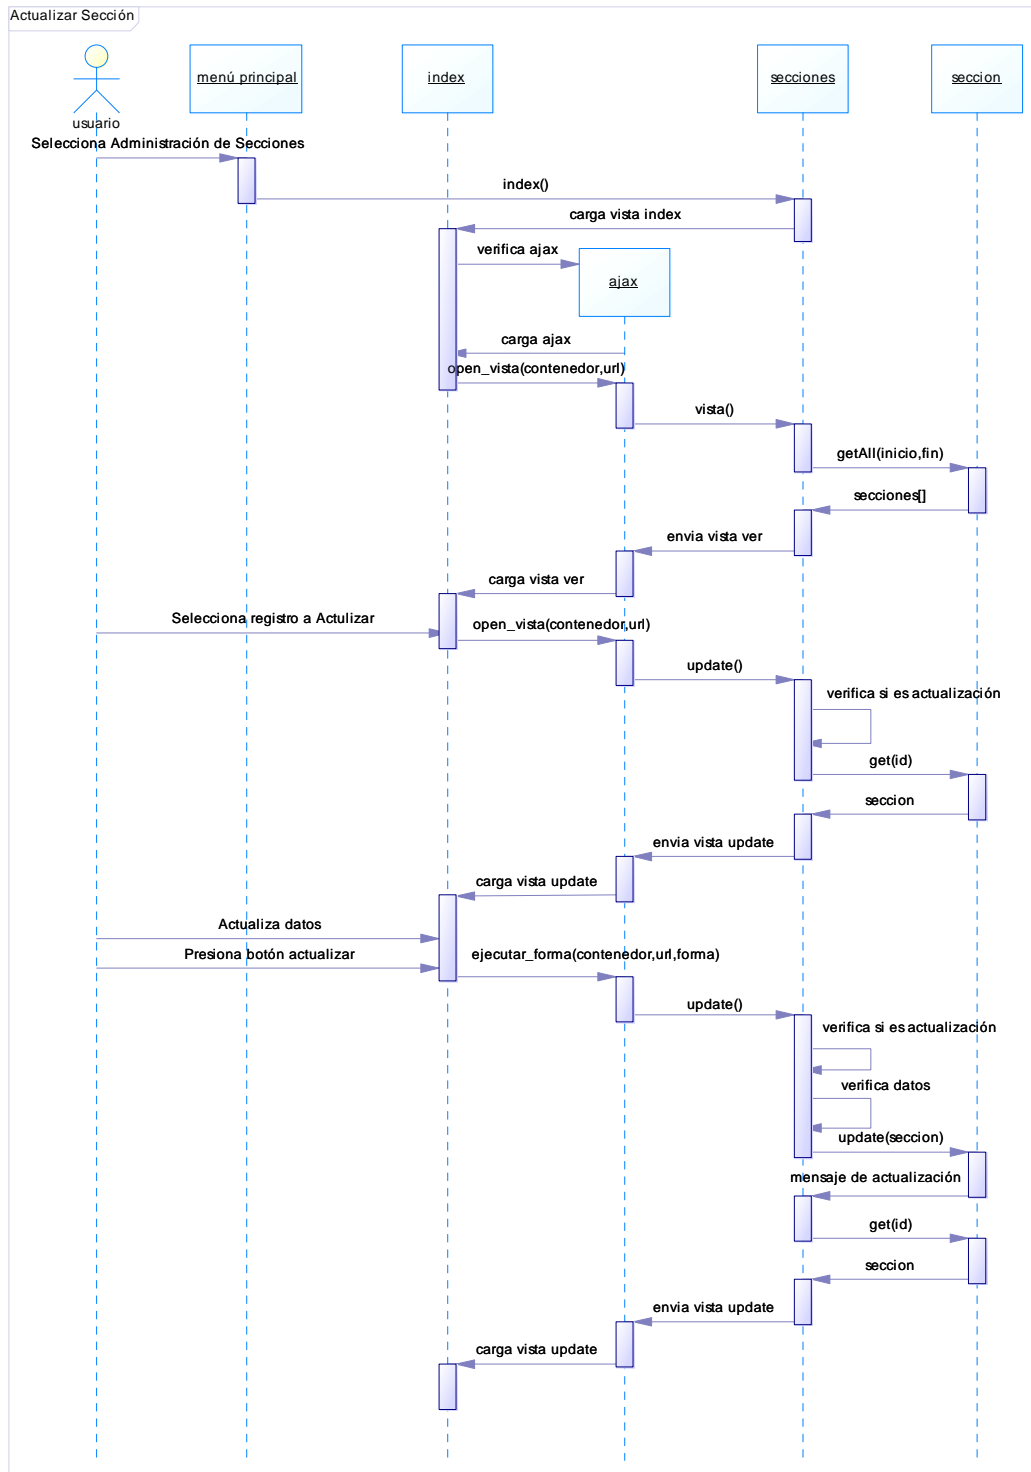 Actualizar Sección
menú principal
index
secciones
seccion
usuario
Selecciona Administración de Secciones
index()
carga vista index
verifica ajax
ajax
carga ajax
open_vista(contenedor,url)
vista()
getAll(inicio,fin)
secciones[]
envia vista ver
carga vista ver
Selecciona registro a Actulizar
open_vista(contenedor,url)
update()
verifica si es actualización
get(id)
seccion
envia vista update
carga vista update
Actualiza datos
Presiona botón actualizar
ejecutar_forma(contenedor,url,forma)
update()
verifica si es actualización
verifica datos
update(seccion)
mensaje de actualización
get(id)
seccion
envia vista update
carga vista update